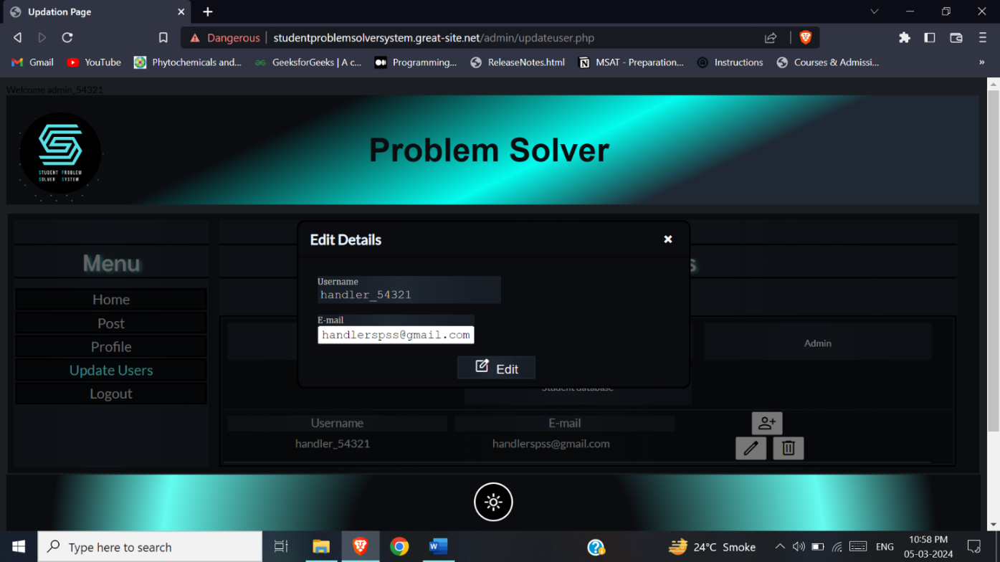 Updation Page
Dangerous studentproblemsolversystem.great-site.net/admin/updateuser.php
Gmail YouTube Phytochemicals and... GeeksforGeeks | A c... Programming... ReleaseNotes.html MSAT - Preparation... Instructions Courses & Admissi... »
Welcome admin_54321
STUDENT PROBLEM
SOLVER SYSTEM
Problem Solver
Menu
Home
Post
Profile
Update Users
Logout
s
Edit Details
Username
handler_54321
E-mail
handlerspss@gmail.com
Edit
Admin
Student database
Username E-mail
handler_54321 handlerspss@gmail.com
Type here to search
24°C Smoke
ENG
10:58 PM
05-03-2024